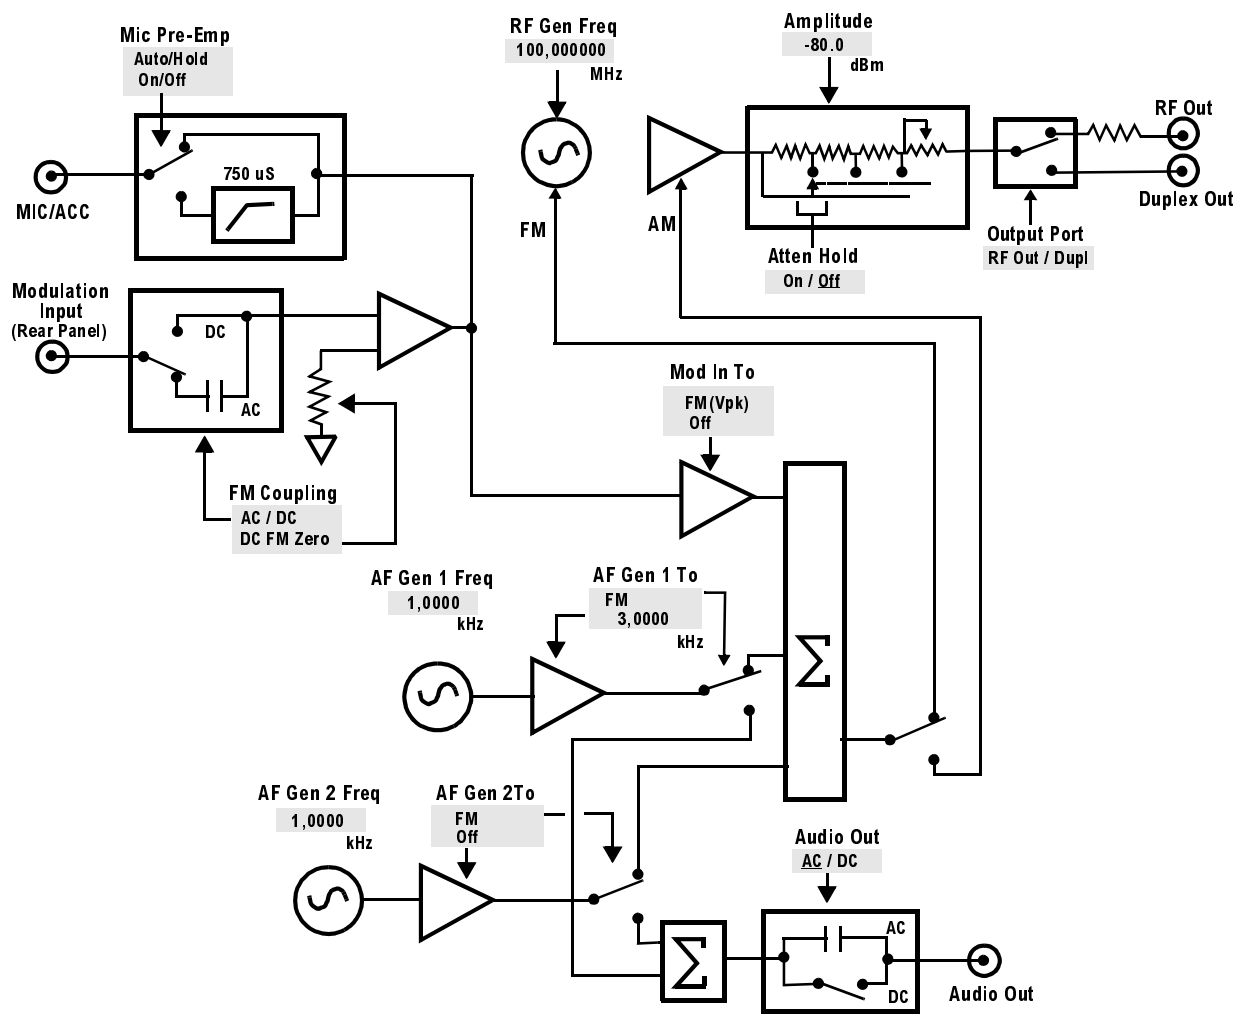 Mic Pre-Emp
Auto/Hold
On/Off
MIC/ACC
750 uS
RF Gen Freq
100,000000
MHz
FM
Amplitude
-80.0
dBm
AM
Atten Hold
On / Off
RF Out
Duplex Out
Output Port
RF Out / Dupl
Modulation
Input
(Rear Panel)
DC
AC
FM Coupling
AC / DC
DC FM Zero
Mod In To
FM(Vpk)
Off
AF Gen 1 Freq
1,0000
kHz
AF Gen 1 To
FM
3,0000
kHz
Σ
AF Gen 2 Freq
1,0000
kHz
AF Gen 2To
FM
Off
Σ
Audio Out
AC / DC
AC
DC
Audio Out